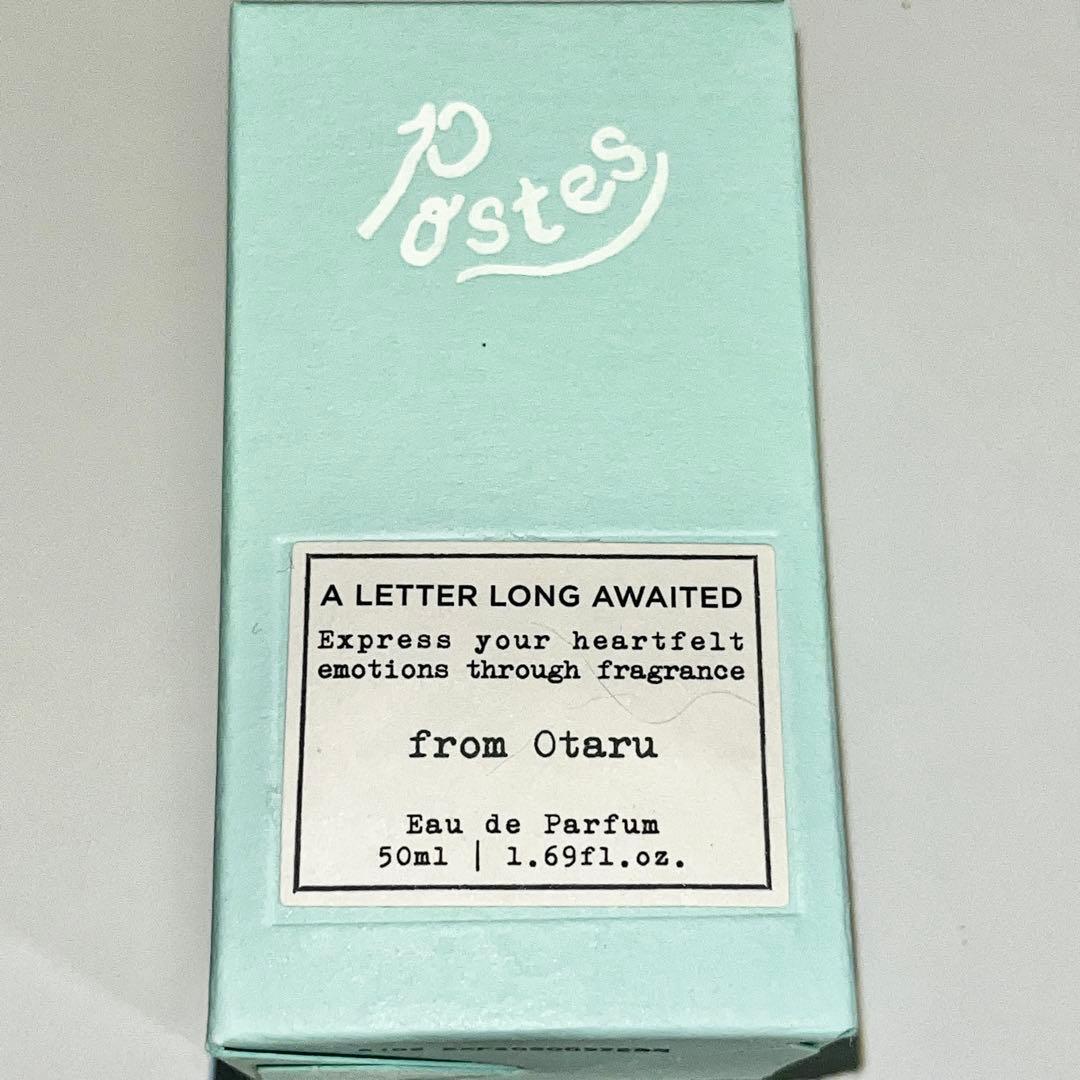 Postes
A LETTER LONG AWAITED
Express your heartfelt
emotions through fragrance
from Otaru
Eau de Parfum
50ml | 1.69fl.oz.